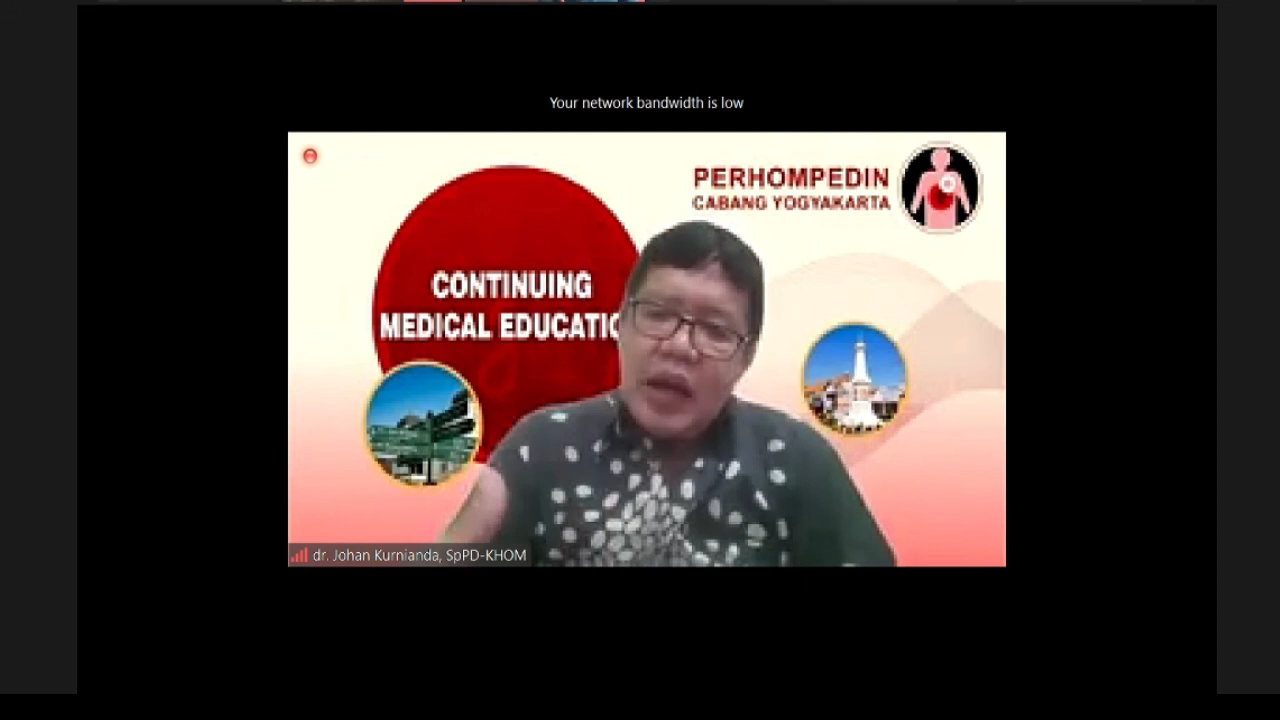 Your network bandwidth is low
PERHOMPEDIN
CABANG YOGYAKARTA
CONTINUING
MEDICAL EDUCATIO
dr. Johan Kurnianda, SpPD-KHOM